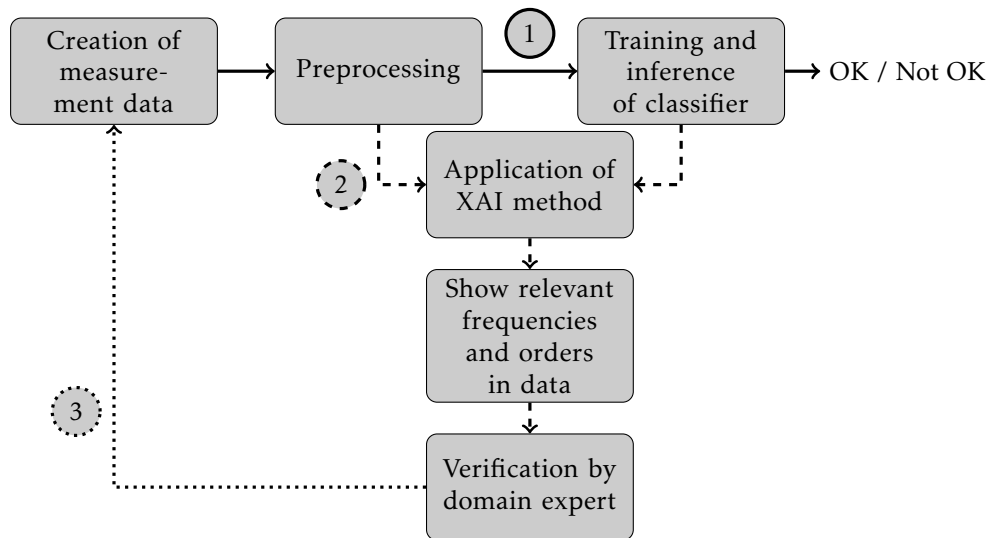 Creation of
measure-
ment data
Preprocessing
1
Training and
inference
of classifier
OK / Not OK
2
Application of
XAI method
Show relevant
frequencies
and orders
in data
3
Verification by
domain expert